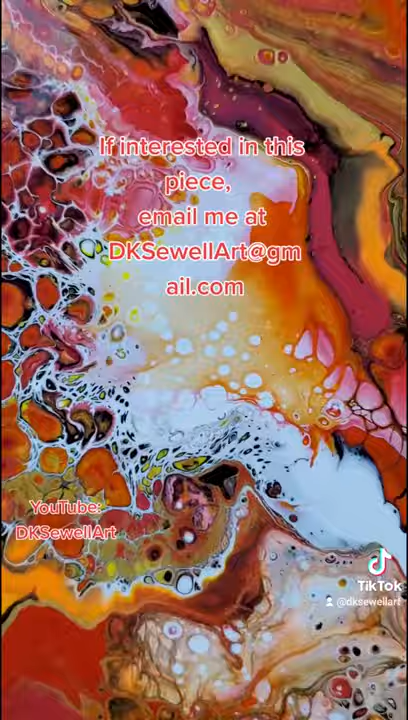 If interested in this
piece,
email me at
DKSewellArt@gm
ail.com
YouTube:
DKSewellArt
TikTok
@dksewellart